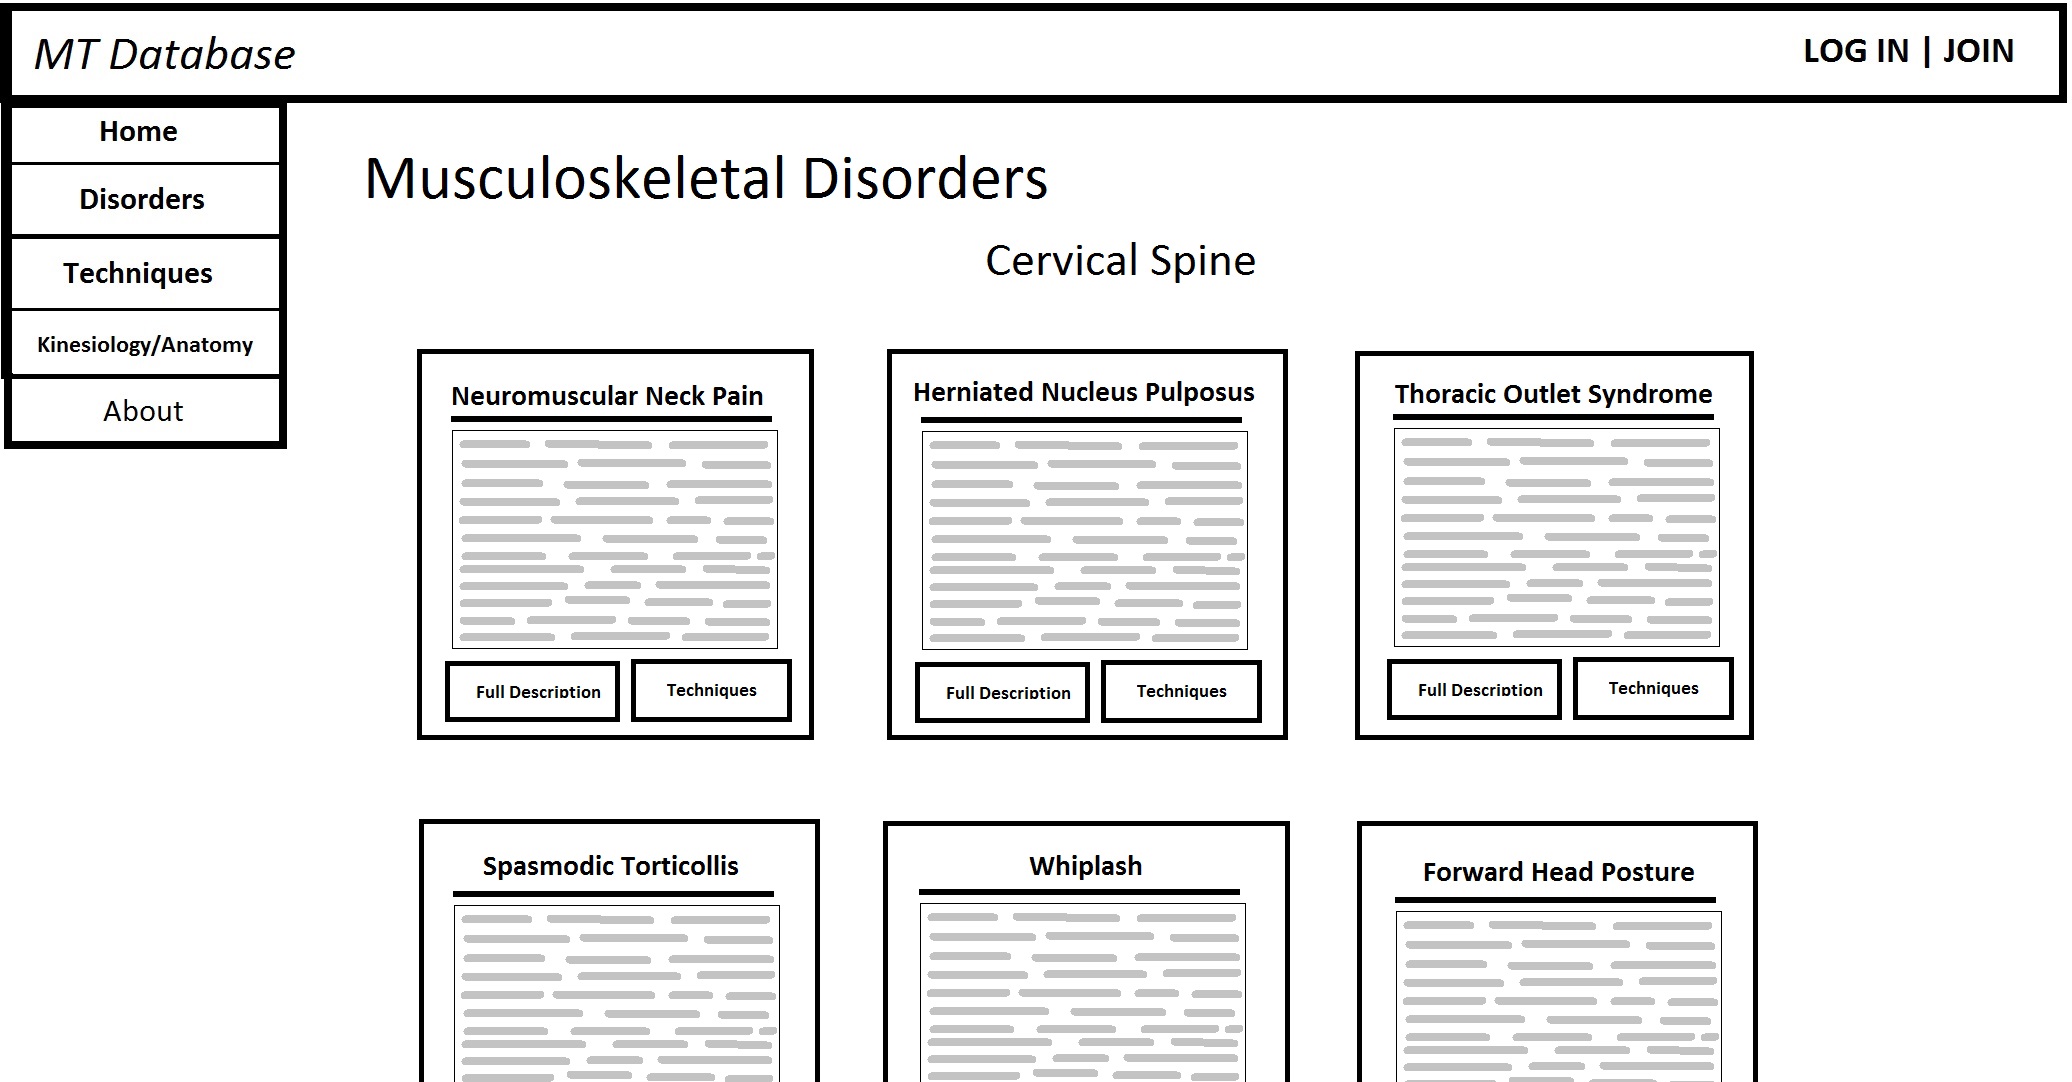 MT Database
LOG IN | JOIN
Home
Disorders
Techniques
Kinesiology/Anatomy
About
Musculoskeletal Disorders
Cervical Spine
Neuromuscular Neck Pain
Full Description
Techniques
Herniated Nucleus Pulposus
Full Description
Techniques
Thoracic Outlet Syndrome
Full Description
Techniques
Spasmodic Torticollis
Whiplash
Forward Head Posture